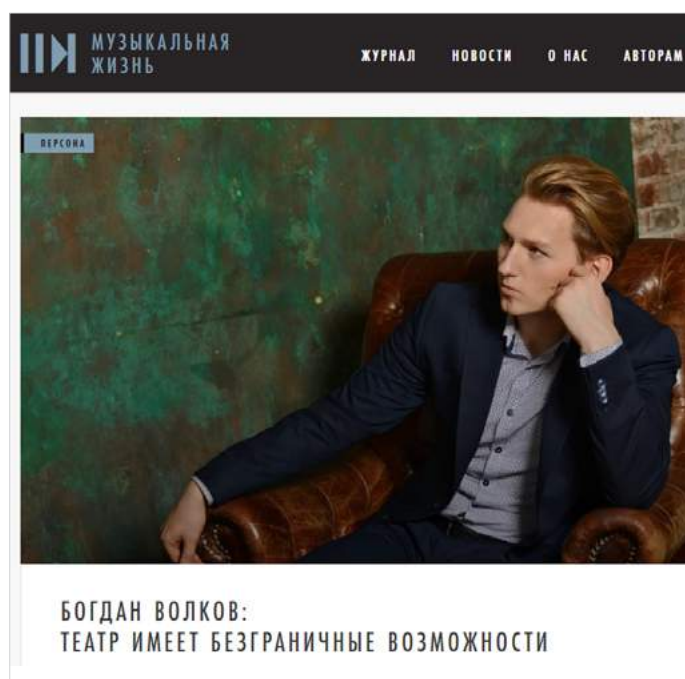 МУЗЫКАЛЬНАЯ
ЖИЗНЬ
ЖУРНАЛ НОВОСТИ О НАС АВТОРАМ
ПЕРСОНА
БОГДАН ВОЛКОВ:
ТЕАТР ИМЕЕТ БЕЗГРАНИЧНЫЕ ВОЗМОЖНОСТИ